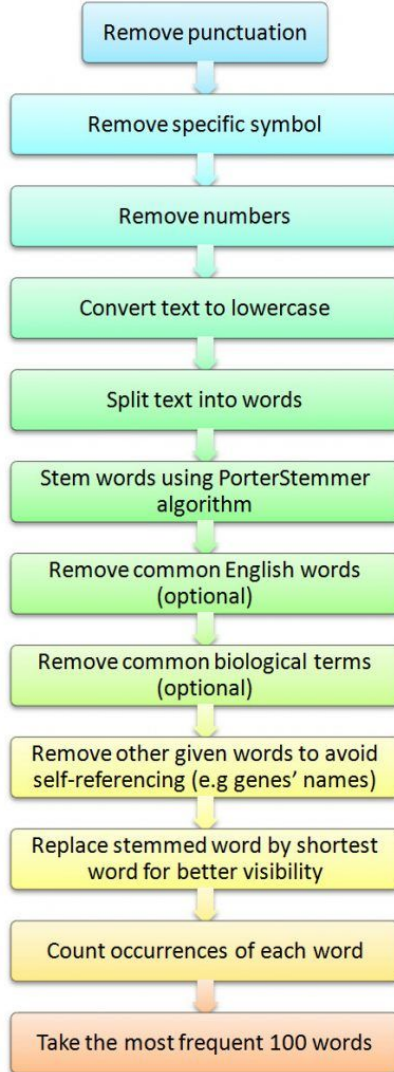 Remove punctuation
Remove specific symbol
Remove numbers
Convert text to lowercase
Split text into words
Stem words using PorterStemmer
algorithm
Remove common English words
(optional)
Remove common biological terms
(optional)
Remove other given words to avoid
self-referencing (e.g genes' names)
Replace stemmed word by shortest
word for better visibility
Count occurrences of each word
Take the most frequent 100 words